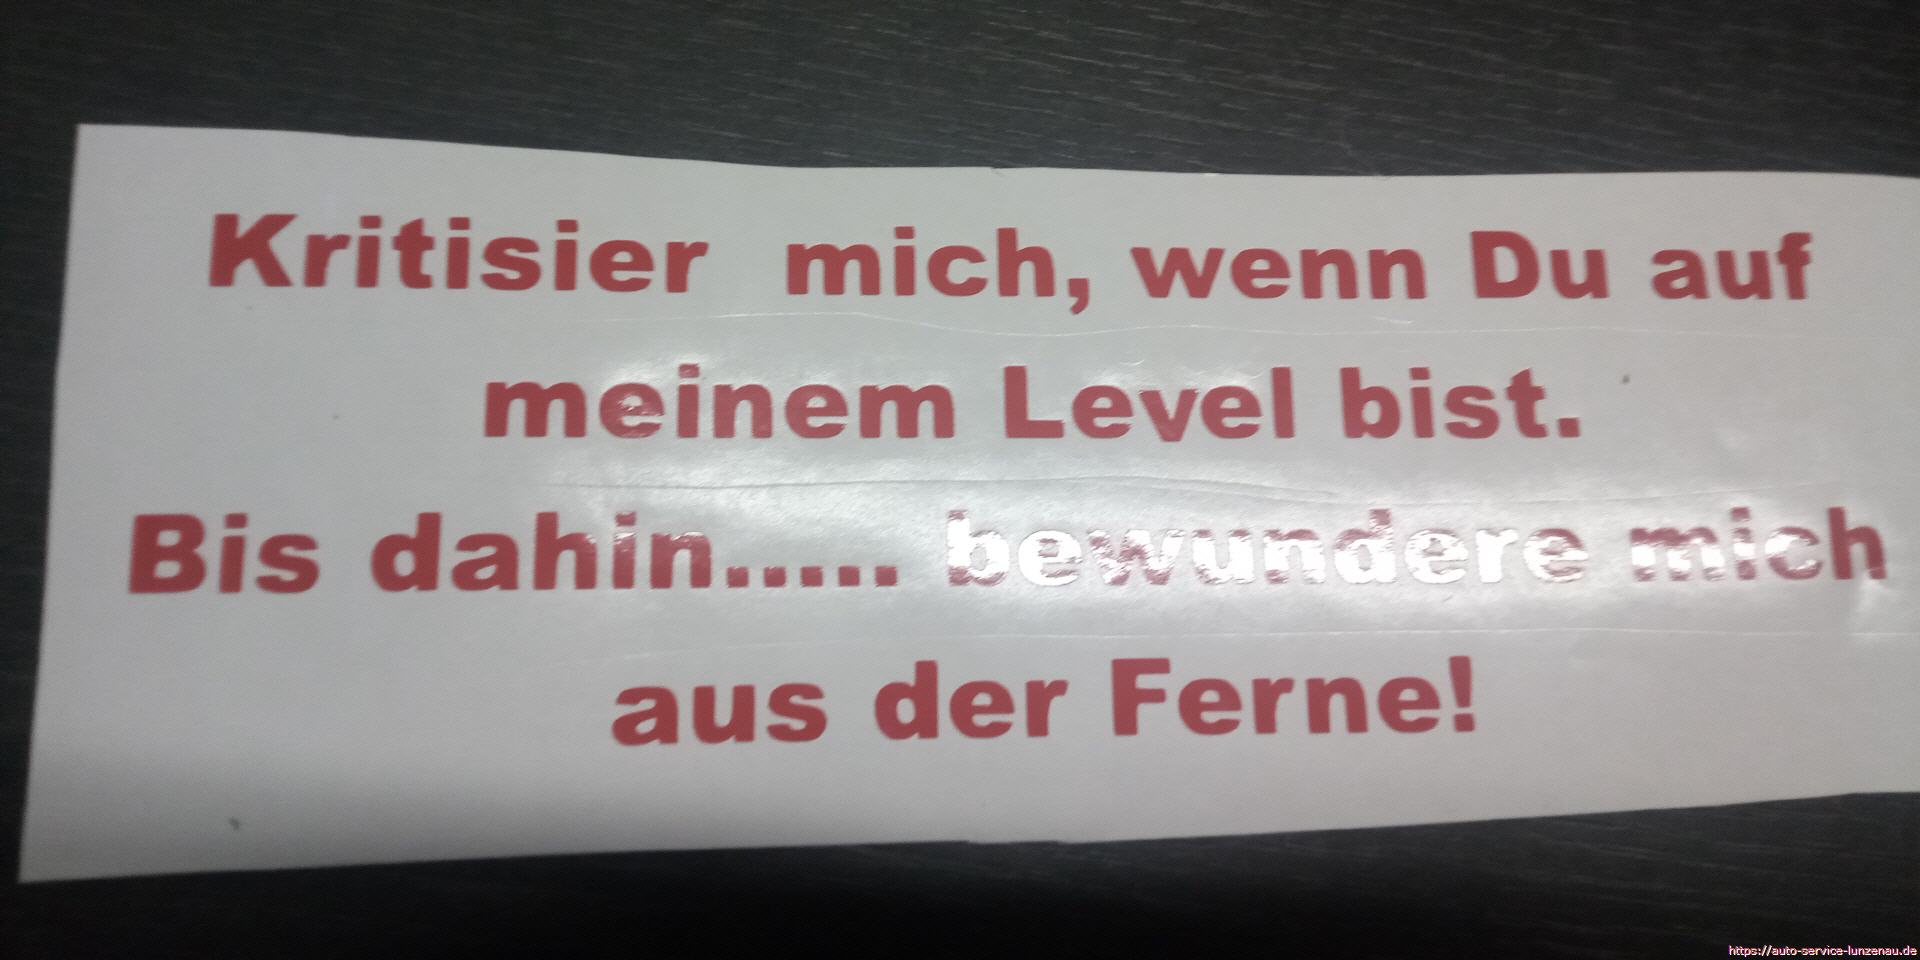 Kritisier mich, wenn Du auf
meinem Level bist.
Bis dahin..... bewundere mich
aus der Ferne!
https://auto-service-lunzenau.de